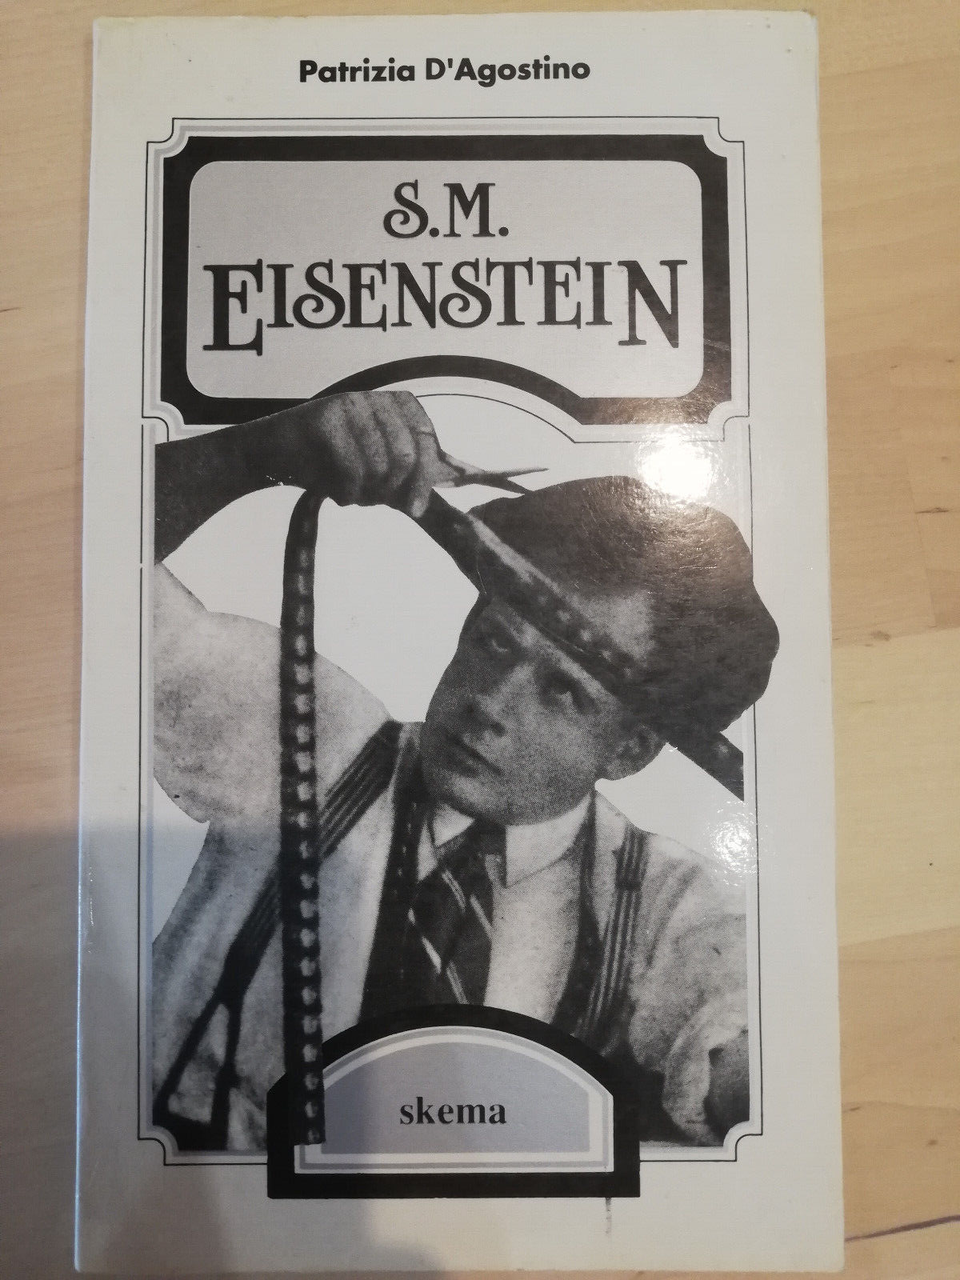 Patrizia D'Agostino
S.M.
EISENSTEIN
skema